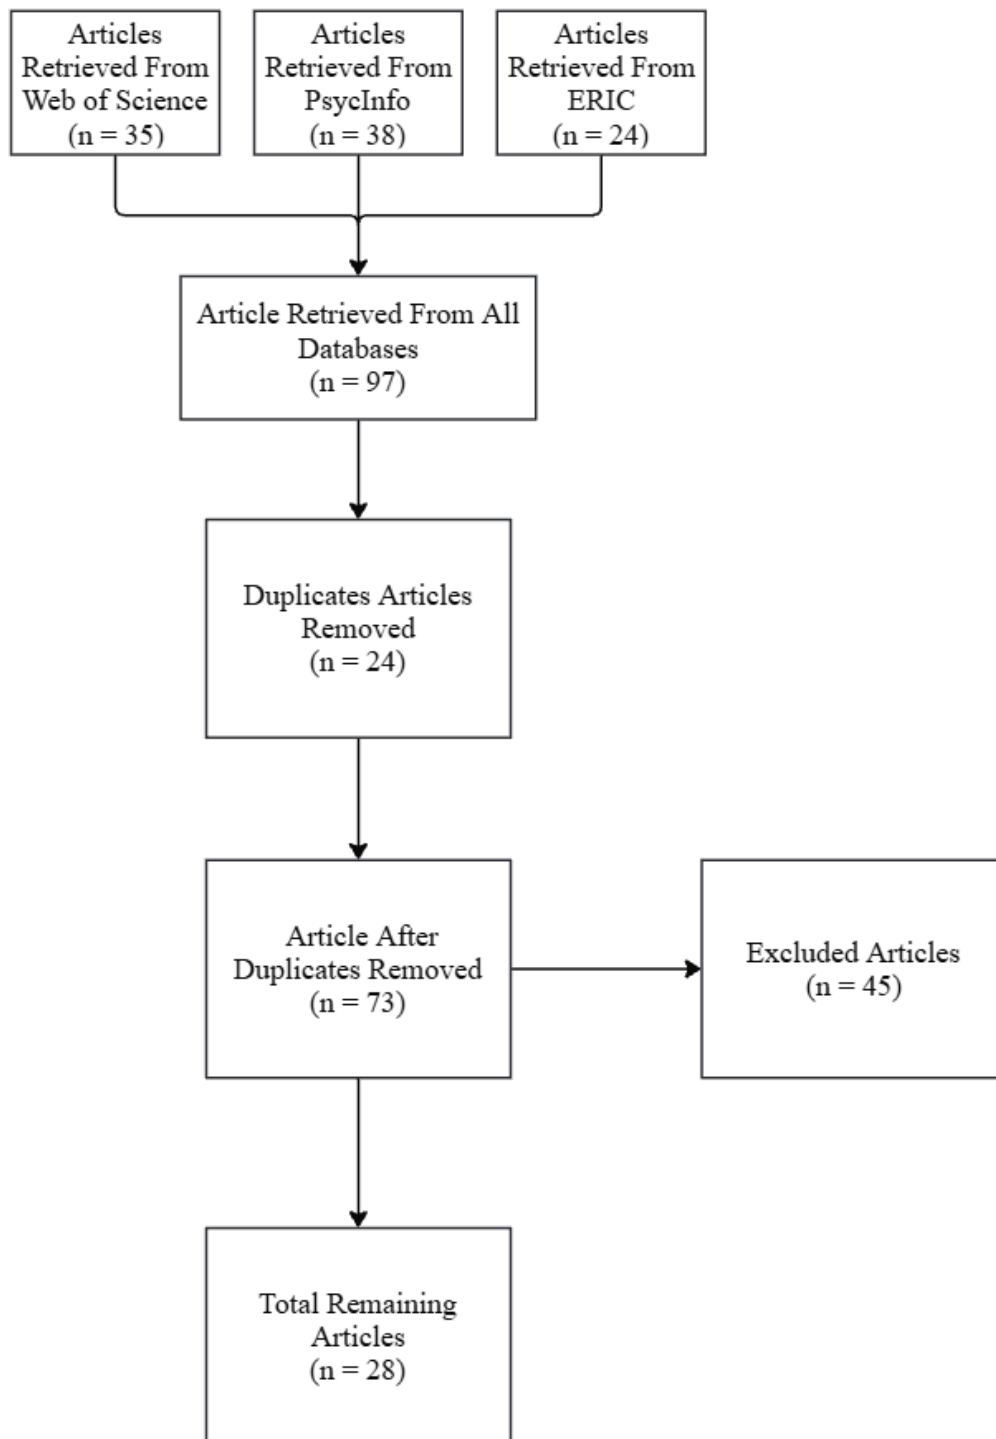 Articles
Retrieved From
Web of Science
(n = 35)
Articles
Retrieved From
PsycInfo
(n = 38)
Articles
Retrieved From
ERIC
(n = 24)
Article Retrieved From All
Databases
(n = 97)
Duplicates Articles
Removed
(n = 24)
Article After
Duplicates Removed
(n = 73)
Excluded Articles
(n = 45)
Total Remaining
Articles
(n = 28)